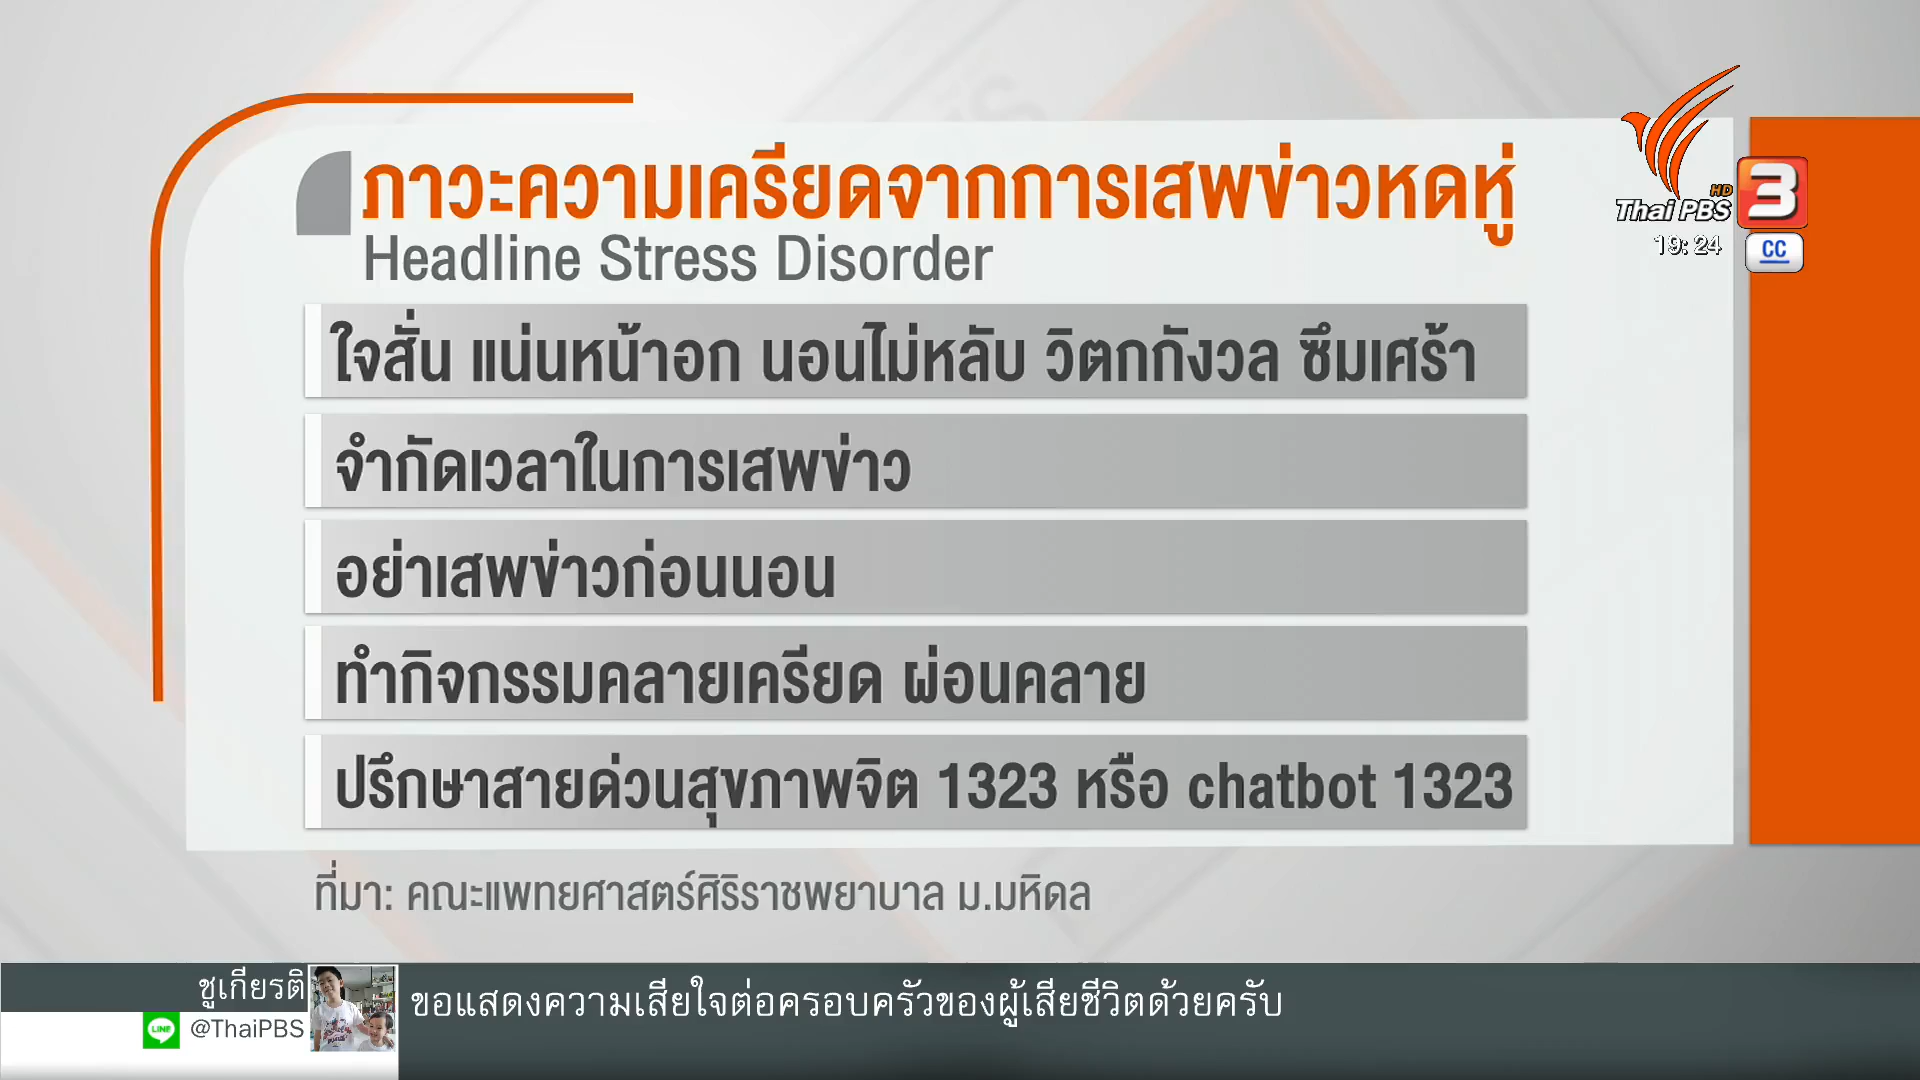 ภาวะความเครียดจากการเสพข่าวหดหู่
Headline Stress Disorder
HD
Thai PBS
3
19:24
CC
ใจสั่น แน่นหน้าอก นอนไม่หลับ วิตกกังวล ซึมเศร้า
จำกัดเวลาในการเสพข่าว
อย่าเสพข่าวก่อนนอน
ทำกิจกรรมคลายเครียด ผ่อนคลาย
ปรึกษาสายด่วนสุขภาพจิต 1323 หรือ chatbot 1323
ที่มา: คณะแพทยศาสตร์ศิริราชพยาบาล ม.มหิดล
ชูเกียรติ
LINE @ThaiPBS
ขอแสดงความเสียใจต่อครอบครัวของผู้เสียชีวิตด้วยครับ